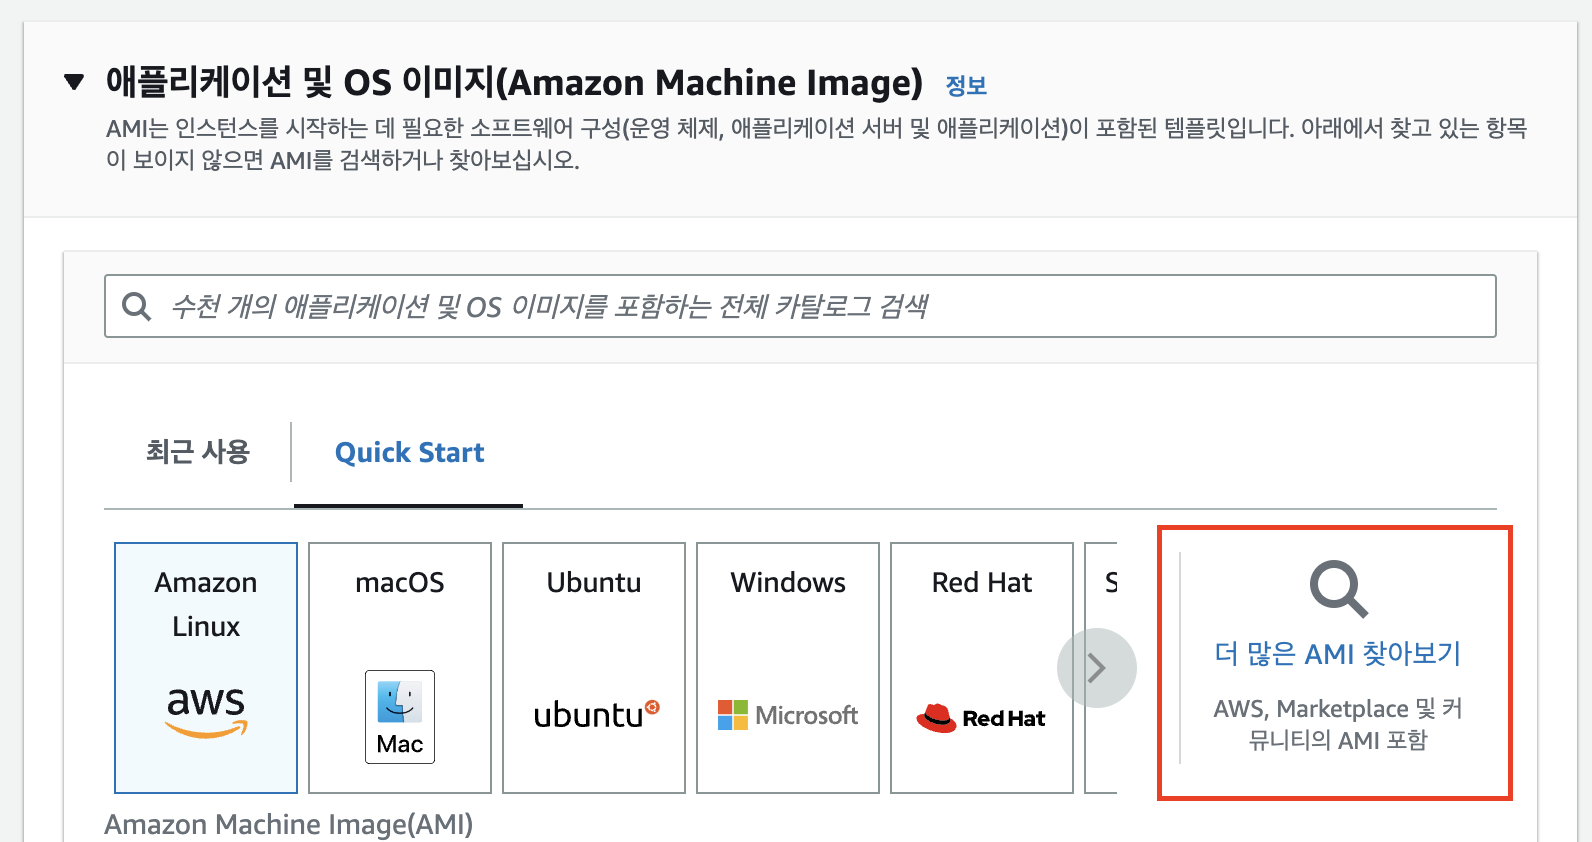 애플리케이션 및 OS 이미지(Amazon Machine Image) 정보
AMI는 인스턴스를 시작하는 데 필요한 소프트웨어 구성(운영 체제, 애플리케이션 서버 및 애플리케이션)이 포함된 템플릿입니다. 아래에서 찾고 있는 항목
이 보이지 않으면 AMI를 검색하거나 찾아보십시오.
수천 개의 애플리케이션 및 OS 이미지를 포함하는 전체 카탈로그 검색
최근 사용
Quick Start
Amazon
Linux
aws
macOS
Mac
Ubuntu
ubuntu
Windows
Microsoft
Red Hat
Red Hat
S
더 많은 AMI 찾아보기
AWS, Marketplace 및 커
뮤니티의 AMI 포함
Amazon Machine Image(AMI)